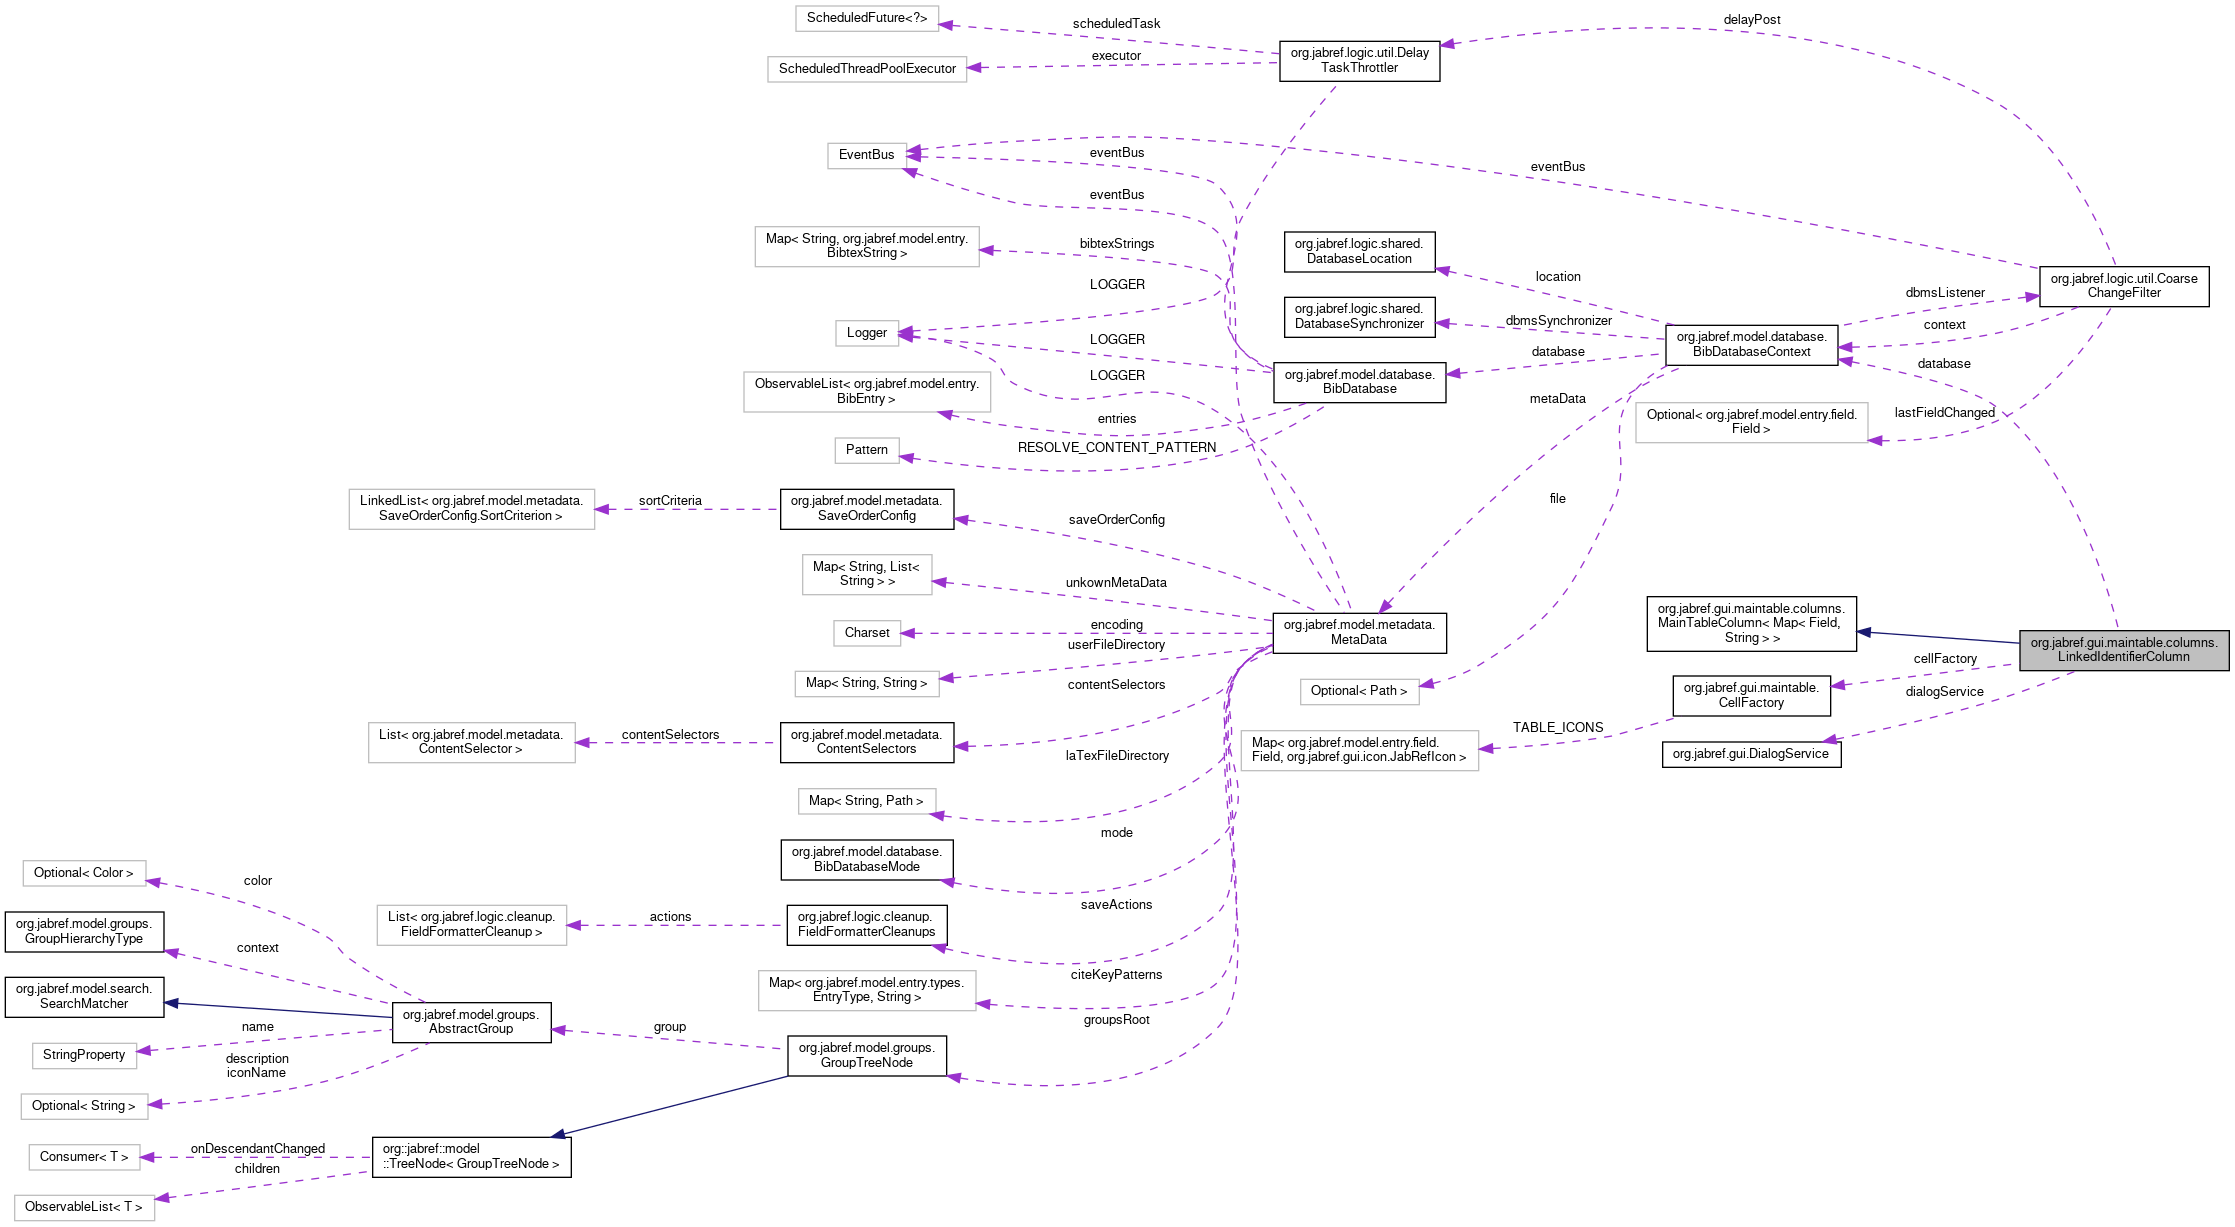 ScheduledFuture<?>
scheduledTask
delayPost
org.jabref.logic.util.Delay
TaskThrottler
executor
ScheduledThreadPoolExecutor
EventBus
eventBus
eventBus
eventBus
Map< String, org.jabref.model.entry.
BibtexString >
bibtexStrings
org.jabref.logic.shared.
DatabaseLocation
location
org.jabref.logic.util.Coarse
ChangeFilter
LOGGER
dbmsListener
org.jabref.logic.shared.
DatabaseSynchronizer
dbmsSynchronizer
context
Logger
LOGGER
org.jabref.model.database.
BibDatabaseContext
database
database
LOGGER
org.jabref.model.database.
BibDatabase
ObservableList< org.jabref.model.entry.
BibEntry >
metaData
entries
Optional< org.jabref.model.entry.field.
Field >
lastFieldChanged
Pattern
RESOLVE_CONTENT_PATTERN
LinkedList< org.jabref.model.metadata.
SaveOrderConfig.SortCriterion >
sortCriteria
org.jabref.model.metadata.
SaveOrderConfig
saveOrderConfig
file
Map< String, List<
String > >
unkownMetaData
Charset
encoding
org.jabref.model.metadata.
MetaData
org.jabref.gui.maintable.columns.
MainTableColumn< Map< Field,
String > >
org.jabref.gui.maintable.columns.
LinkedIdentifierColumn
userFileDirectory
Map< String, String >
contentSelectors
Optional< Path >
cellFactory
org.jabref.gui.maintable.
CellFactory
dialogService
List< org.jabref.model.metadata.
ContentSelector >
contentSelectors
org.jabref.model.metadata.
ContentSelectors
TABLE_ICONS
Map< org.jabref.model.entry.field.
Field, org.jabref.gui.icon.JabRefIcon >
org.jabref.gui.DialogService
laTexFileDirectory
Map< String, Path >
mode
org.jabref.model.database.
BibDatabaseMode
Optional< Color >
color
saveActions
List< org.jabref.logic.cleanup.
FieldFormatterCleanup >
actions
org.jabref.logic.cleanup.
FieldFormatterCleanups
org.jabref.model.groups.
GroupHierarchyType
context
citeKeyPatterns
Map< org.jabref.model.entry.types.
EntryType, String >
org.jabref.model.search.
SearchMatcher
org.jabref.model.groups.
AbstractGroup
name
group
groupsRoot
StringProperty
description
iconName
org.jabref.model.groups.
GroupTreeNode
Optional< String >
Consumer< T >
onDescendantChanged
org::jabref::model
::TreeNode< GroupTreeNode >
children
ObservableList< T >